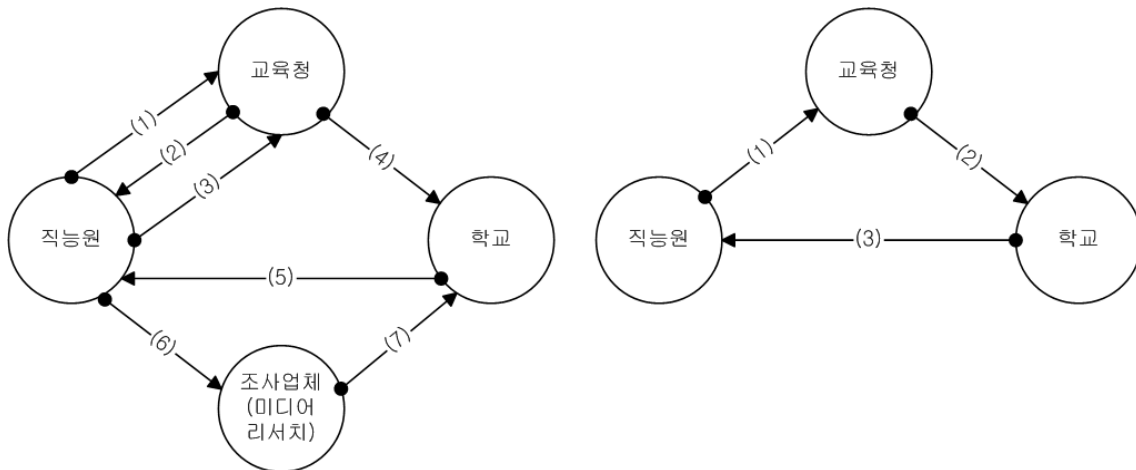 교육청
(1)
(2)
(3)
(4)
직능원
학교
(5)
(6)
(7)
조사업체
(미디어
리서치)
교육청
(1)
(2)
직능원
(3)
학교